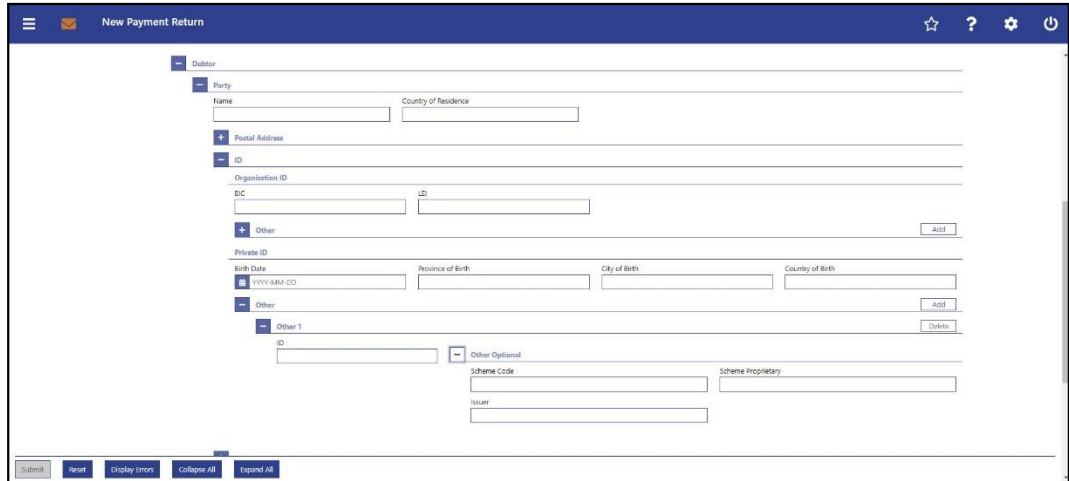 New Payment Return ?
Debtor
Party
Name Country of Residence
Postal Address
ID
Organisation ID
BIC LEI
Other Add
Private ID
Birth Date Province of Birth City of Birth Country of Birth
YYYY-MM-DD
Other Add
Other 1 Delete
ID
Other Optional
Scheme Code Scheme Proprietary
Issuer
Submit Reset Display Errors Collapse All Expand All